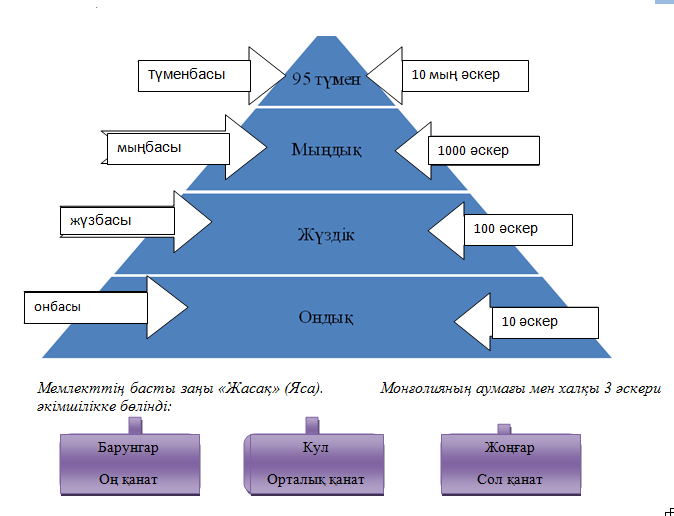 түменбасы
95 түмен
10 мың әскер
мыңбасы
Мыңдық
1000 әскер
жүзбасы
Жүздік
100 әскер
онбасы
Ондық
10 әскер
Мемлекттің басты заңы «Жасақ» (Яса). Монғолияның аумағы мен халқы 3 әскери
әкімшілікке бөлінді:
Барунгар
Оң қанат
Кул
Орталық қанат
Жоңғар
Сол қанат